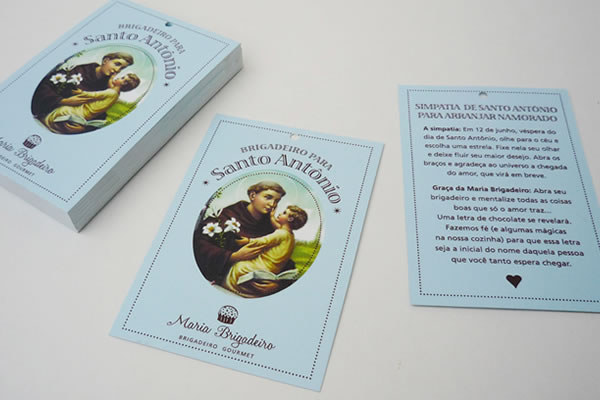 BRIGADEIRO PARA
Santo Antônio
Maria Brigadeiro
BRIGADEIRO GOURMET
BRIGADEIRO PARA
Santo Antônio
Maria Brigadeiro
BRIGADEIRO GOURMET
SIMPATIA DE SANTO ANTÔNIO
PARA ARRANJAR NAMORADO
A simpatia: Em 12 de junho, véspera do
dia de Santo Antônio, olhe para o céu e
escolha uma estrela. Fixe nela seu olhar
e deixe fluir seu maior desejo. Abra os
braços e agradeça ao universo a chegada
do amor, que virá em breve.
Graça da Maria Brigadeiro: Abra seu
brigadeiro e mentalize todas as coisas
boas que só o amor traz...
Uma letra de chocolate se revelará.
Fazemos fé (e algumas mágicas
na nossa cozinha) para que essa letra
seja a inicial do nome daquela pessoa
que você tanto espera chegar.